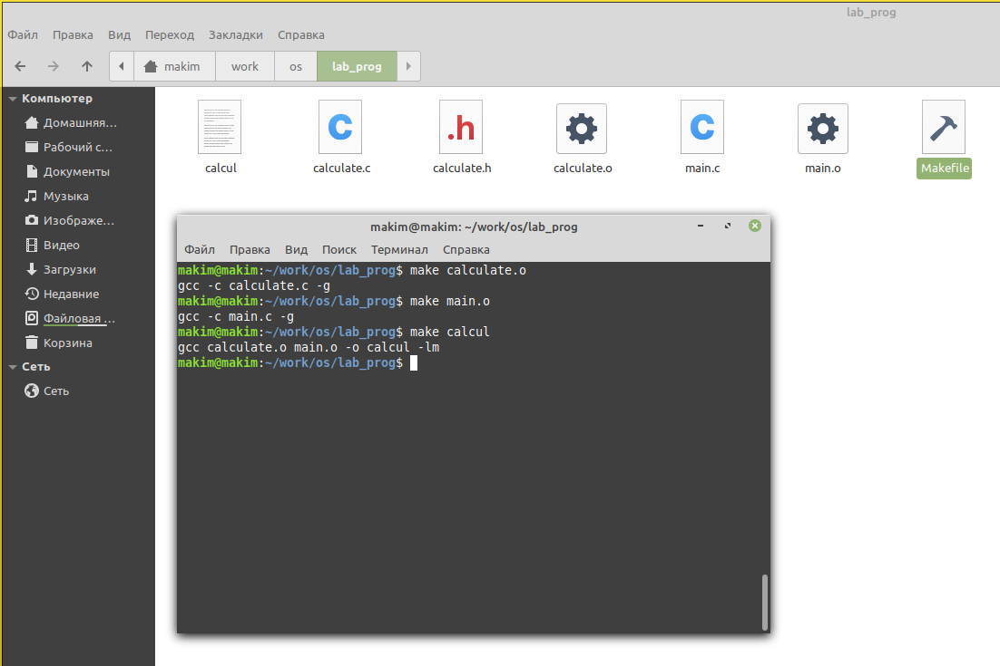 lab_prog
Файл Правка Вид Переход Закладки Справка
makim work os lab_prog
Компьютер
Домашняя...
Рабочий с...
Документы
Музыка
Изображе...
Видео
Загрузки
Недавние
Файловая ...
Корзина
Сеть
Сеть
calcul calculate.c calculate.h calculate.o main.c main.o Makefile
makim@makim: ~/work/os/lab_prog
Файл Правка Вид Поиск Терминал Справка
makim@makim:~/work/os/lab_prog$ make calculate.o
gcc -c calculate.c -g
makim@makim:~/work/os/lab_prog$ make main.o
gcc -c main.c -g
makim@makim:~/work/os/lab_prog$ make calcul
gcc calculate.o main.o -o calcul -lm
makim@makim:~/work/os/lab_prog$